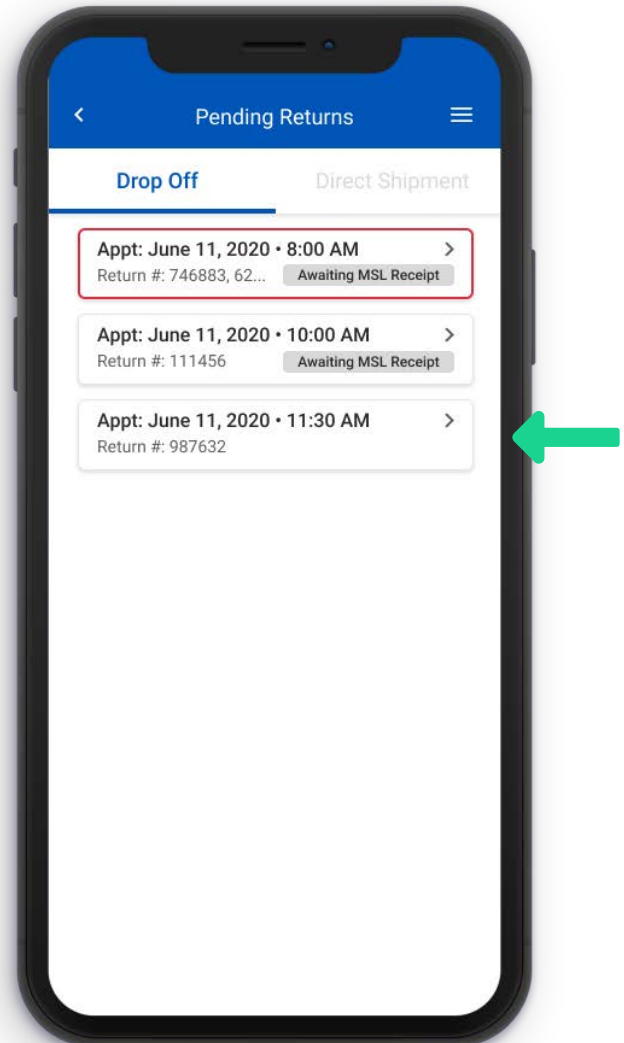 Pending Returns
Drop Off
Direct Shipment
Appt: June 11, 2020 • 8:00 AM
Return #: 746883, 62...
Awaiting MSL Receipt
Appt: June 11, 2020 • 10:00 AM
Return #: 111456
Awaiting MSL Receipt
Appt: June 11, 2020 • 11:30 AM
Return #: 987632